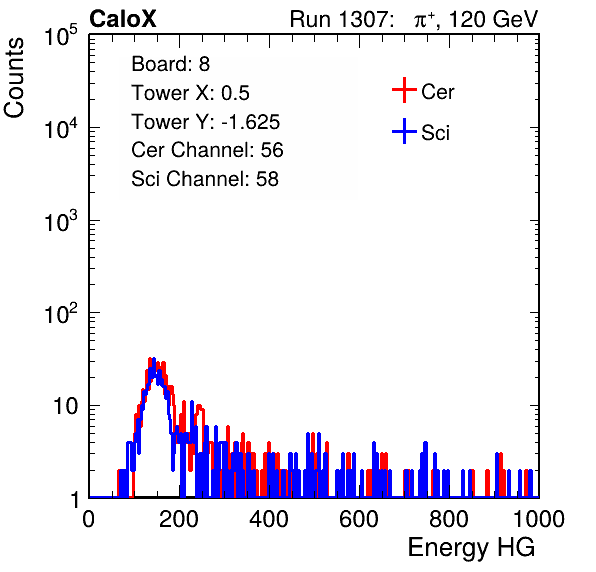 CaloX Run 1307: π⁺, 120 GeV
Board: 8
Tower X: 0.5
Tower Y: -1.625
Cer Channel: 56
Sci Channel: 58
Cer
Sci
Counts
10⁵
10⁴
10³
10²
10
1
0 200 400 600 800 1000
Energy HG